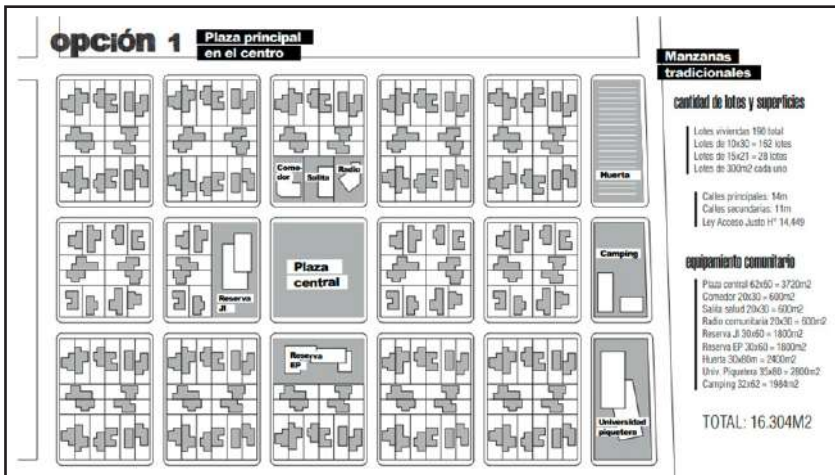 opción 1
Plaza principal
en el centro
Manzanas
tradicionales
cantidad de lotes y superficies
Lotes viviendas 190 total
Lotes de 10x30 = 162 lotes
Lotes de 15x21 = 28 lotes
Lotes de 300m2 cada uno
Calles principales: 14m
Calles secundarias: 11m
Ley Acceso Justo H° 14.449
equipamiento comunitario
Plaza central 62x60 = 3720m2
Comedor 20x30 = 600m2
Salita salud 20x30 = 600m2
Radio comunitaria 20x30 = 600m2
Reserva JI 30x60 = 1800m2
Reserva EP 30x60 = 1800m2
Huerta 30x80m = 2400m2
Univ. Piquetera 35x80 = 2800m2
Camping 32x62 = 1984m2
TOTAL: 16.304M2
Come-
dor
Salita
Radio
Huerta
Reserva
JI
Plaza
central
Camping
Reserva
EP
Universidad
piquetera